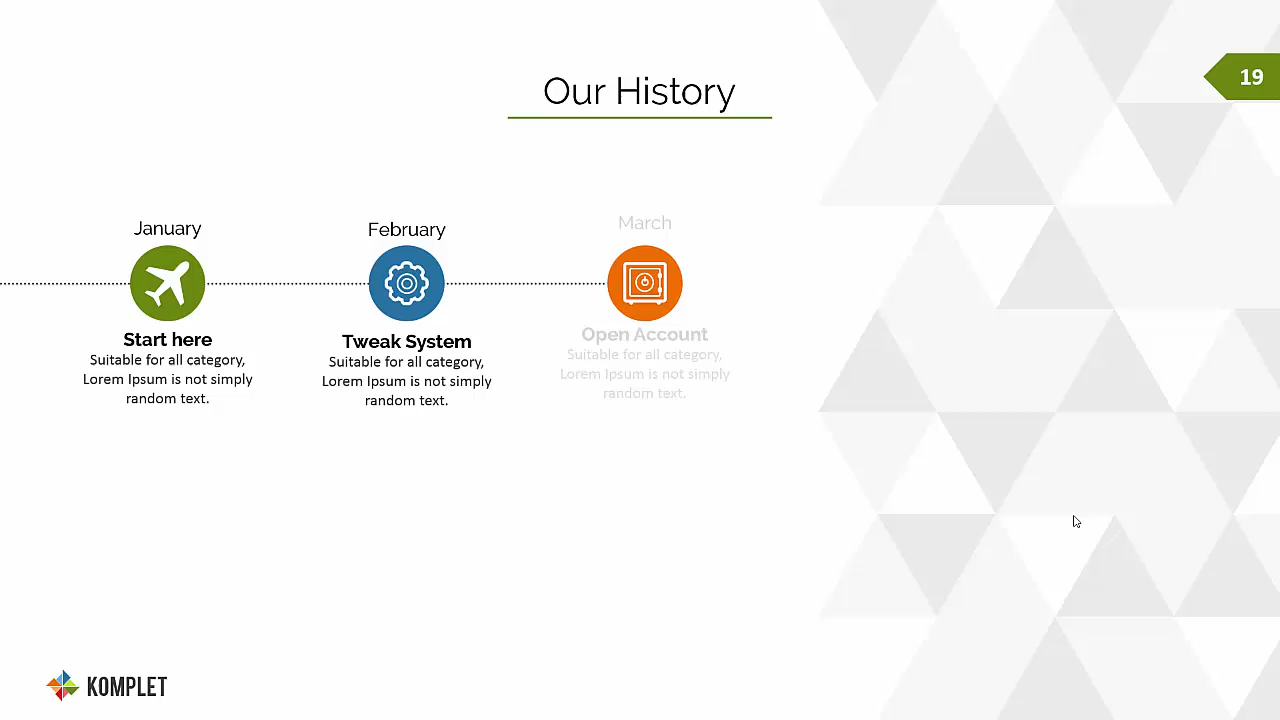 Our History
19
January
Start here
Suitable for all category,
Lorem Ipsum is not simply
random text.
February
Tweak System
Suitable for all category,
Lorem Ipsum is not simply
random text.
March
Open Account
Suitable for all category,
Lorem Ipsum is not simply
random text.
KOMPLET